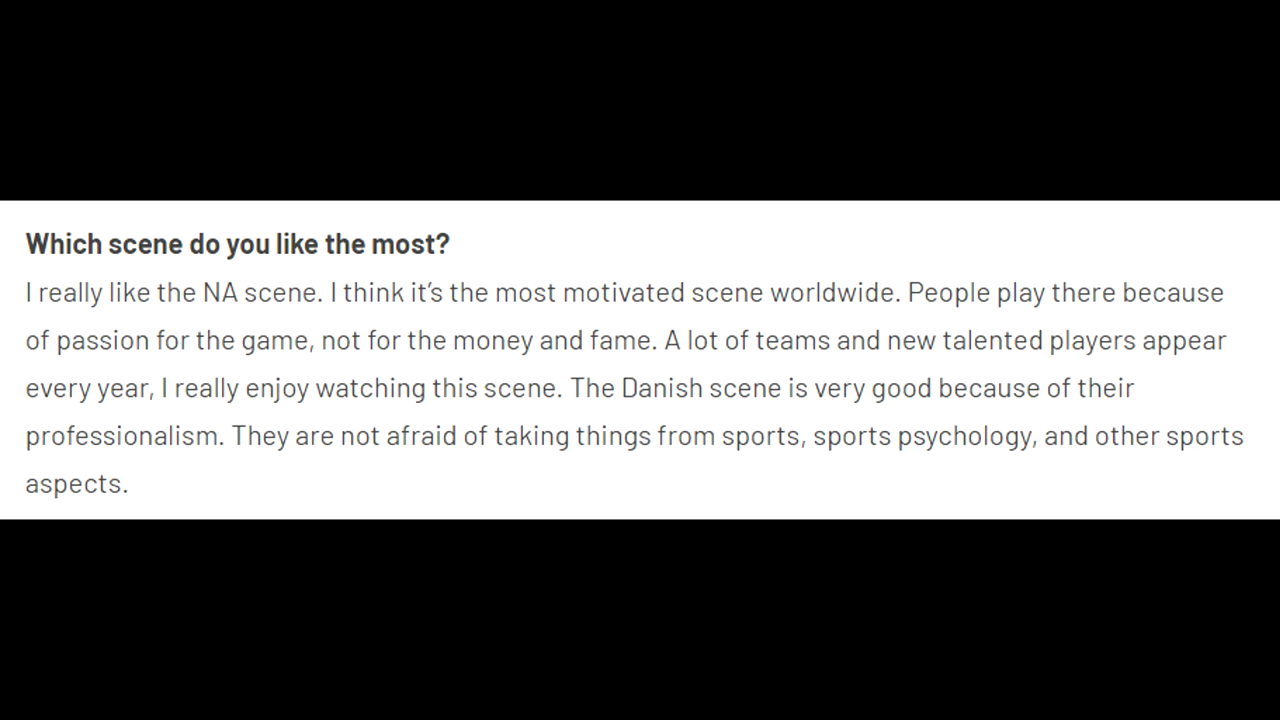 Which scene do you like the most?
I really like the NA scene. I think it’s the most motivated scene worldwide. People play there because
of passion for the game, not for the money and fame. A lot of teams and new talented players appear
every year, I really enjoy watching this scene. The Danish scene is very good because of their
professionalism. They are not afraid of taking things from sports, sports psychology, and other sports
aspects.